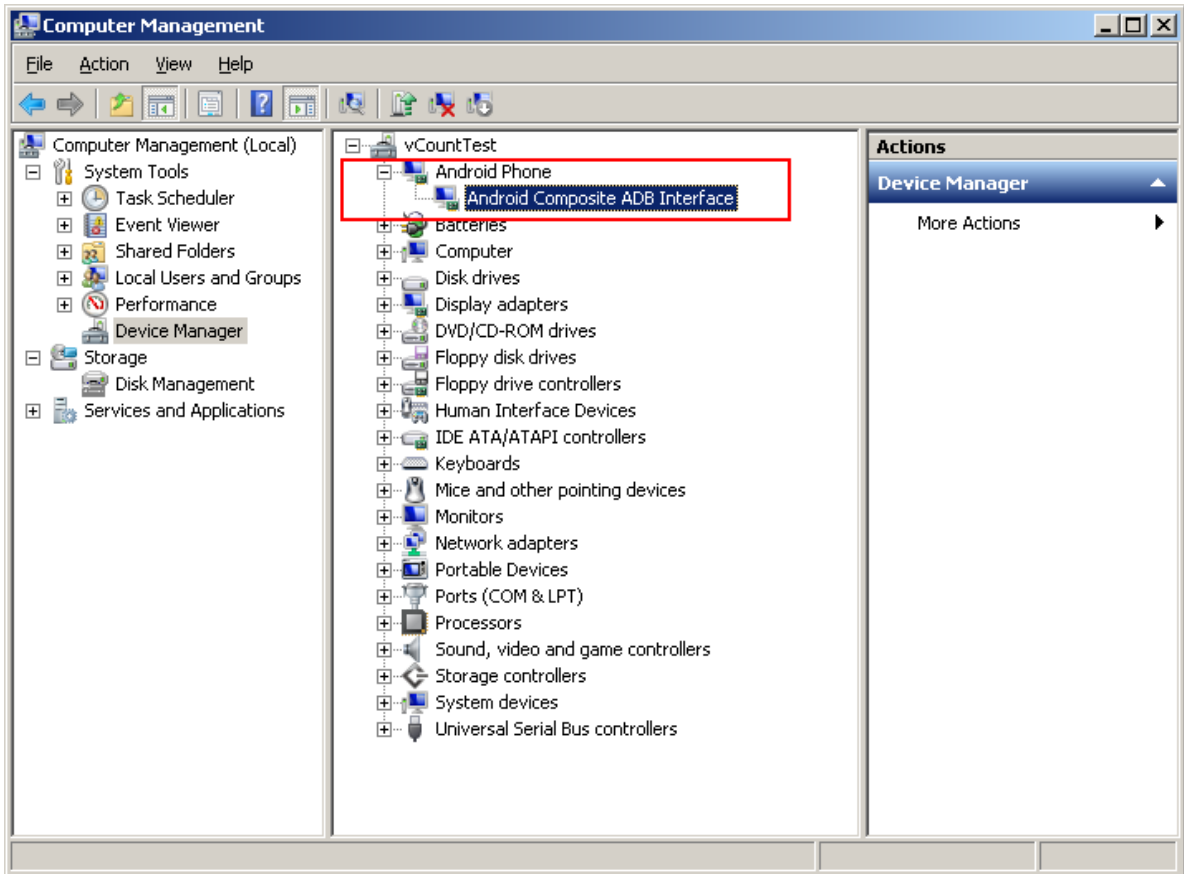 Computer Management
File Action View Help
Computer Management (Local)
System Tools
Task Scheduler
Event Viewer
Shared Folders
Local Users and Groups
Performance
Device Manager
Storage
Disk Management
Services and Applications
vCountTest
Android Phone
Android Composite ADB Interface
Batteries
Computer
Disk drives
Display adapters
DVD/CD-ROM drives
Floppy disk drives
Floppy drive controllers
Human Interface Devices
IDE ATA/ATAPI controllers
Keyboards
Mice and other pointing devices
Monitors
Network adapters
Portable Devices
Ports (COM & LPT)
Processors
Sound, video and game controllers
Storage controllers
System devices
Universal Serial Bus controllers
Actions
Device Manager
More Actions